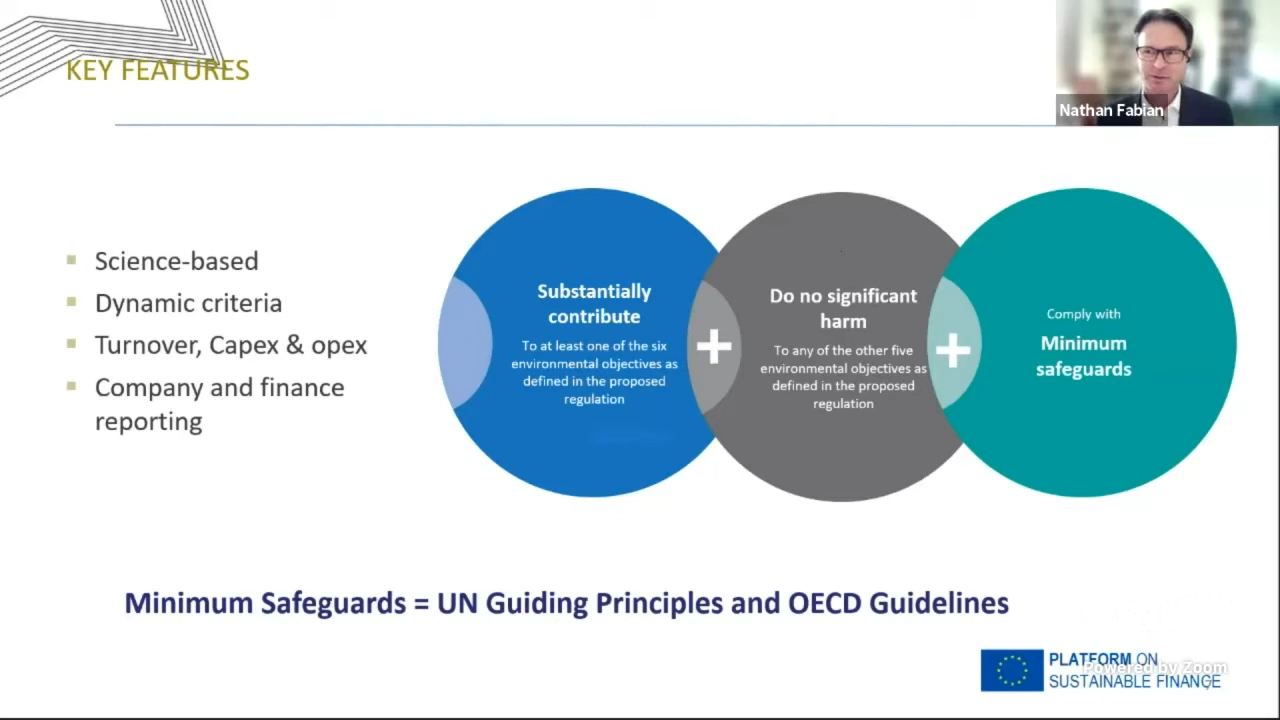 KEY FEATURES
Nathan Fabian
Science-based
Dynamic criteria
Turnover, Capex & opex
Company and finance
reporting
Substantially
contribute
To at least one of the six
environmental objectives as
defined in the proposed
regulation
+
Do no significant
harm
To any of the other five
environmental objectives as
defined in the proposed
regulation
+
Comply with
Minimum
safeguards
Minimum Safeguards = UN Guiding Principles and OECD Guidelines
PLATFORM ON
SUSTAINABLE FINANCE
Powered by Zoom